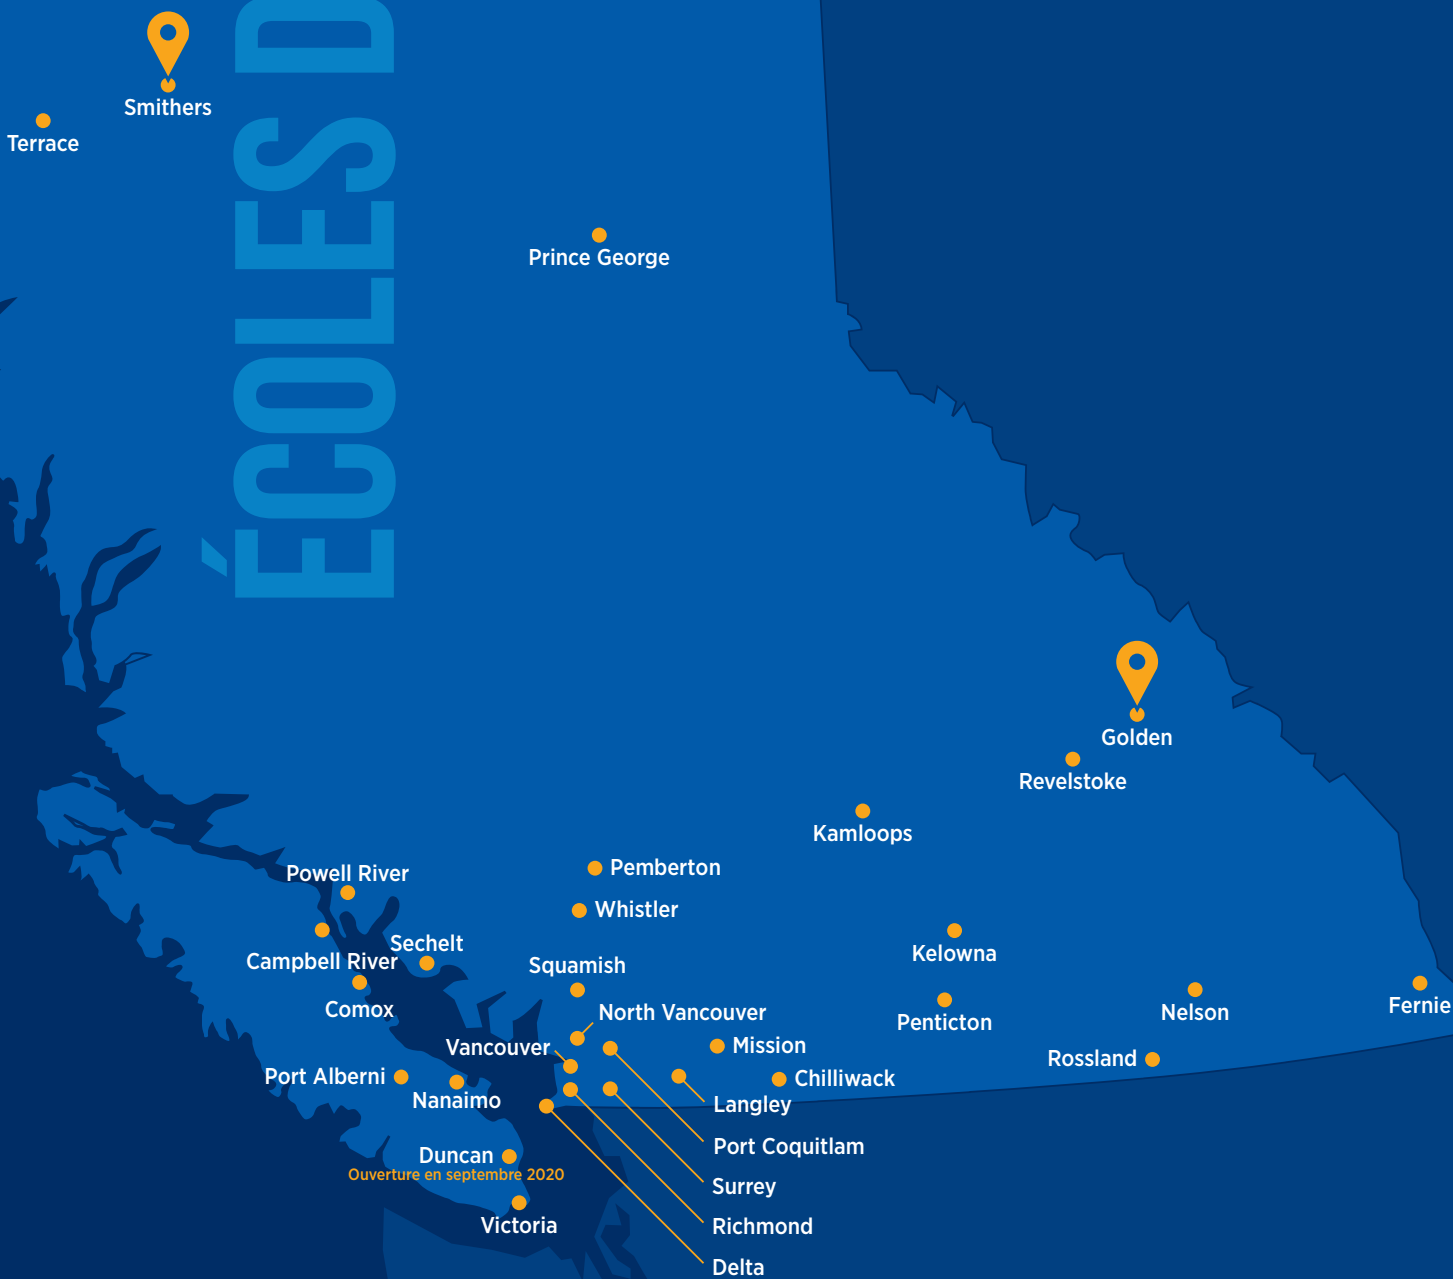 ÉCOLES D
Smithers
Terrace
Prince George
Golden
Revelstoke
Kamloops
Powell River
Pemberton
Whistler
Campbell River
Sechelt
Squamish
Kelowna
Comox
North Vancouver
Penticton
Nelson
Fernie
Vancouver
Mission
Rossland
Port Alberni
Nanaimo
Chilliwack
Langley
Port Coquitlam
Duncan
Ouverture en septembre 2020
Surrey
Victoria
Richmond
Delta